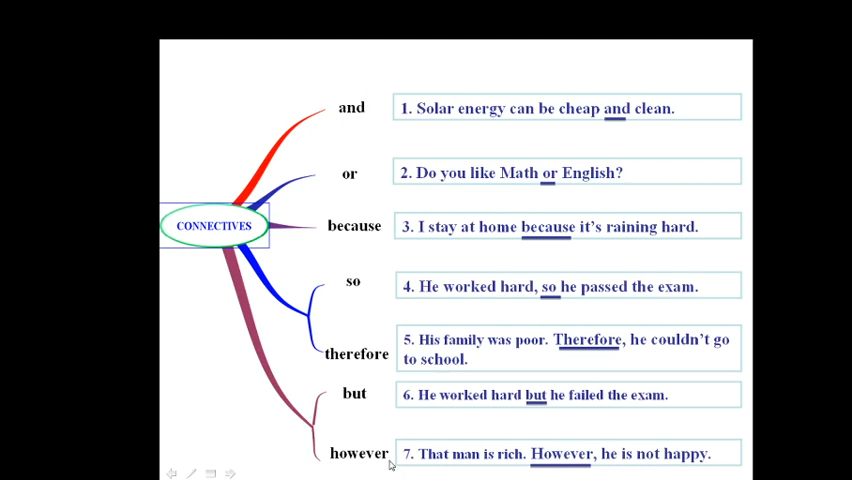 and
1. Solar energy can be cheap and clean.
or
2. Do you like Math or English?
CONNECTIVES
because
3. I stay at home because it's raining hard.
so
4. He worked hard, so he passed the exam.
therefore
5. His family was poor. Therefore, he couldn't go
to school.
but
6. He worked hard but he failed the exam.
however
7. That man is rich. However, he is not happy.